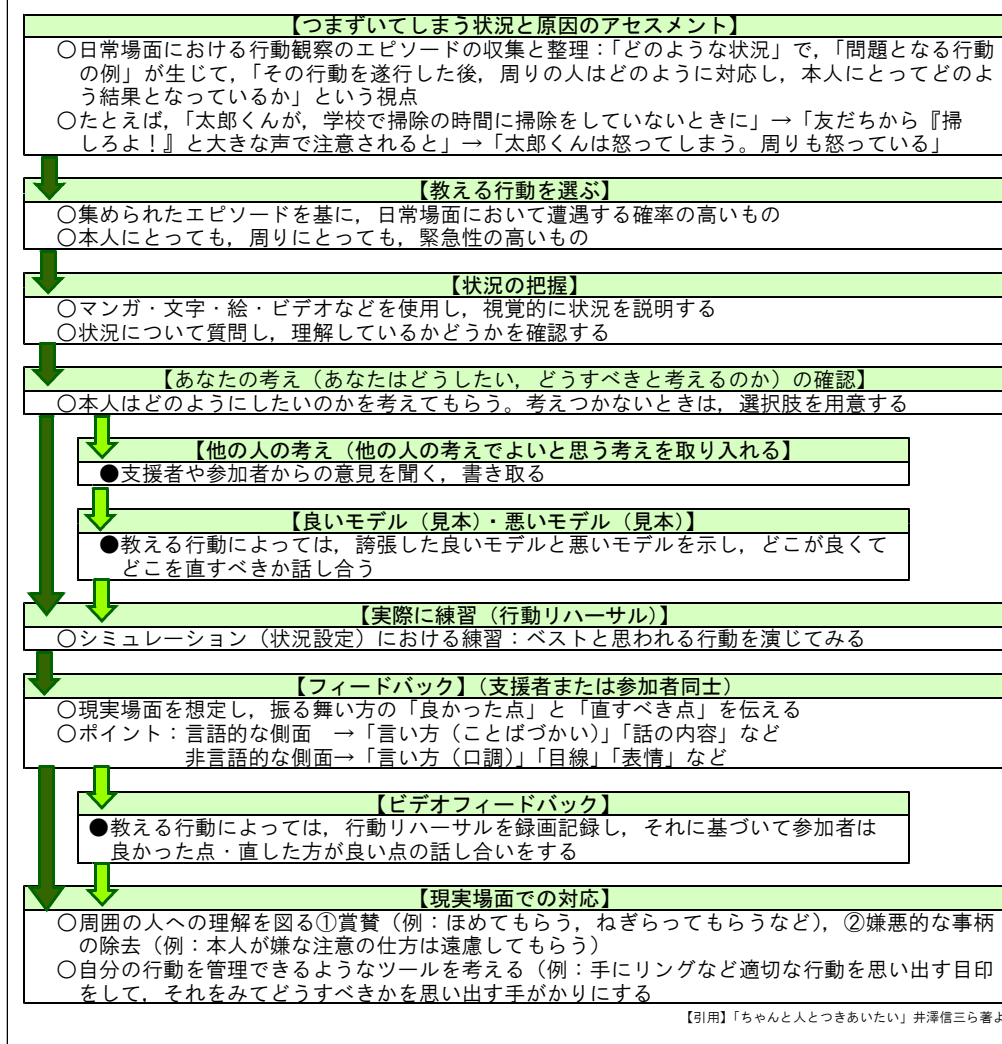 【つまずいてしまう状況と原因のアセスメント】
○日常場面における行動観察のエピソードの収集と整理：「どのような状況」で，「問題となる行動
の例」が生じて，「その行動を遂行した後，周りの人はどのように対応し，本人にとってどのよ
うな結果となっているか」という視点
○たとえば，「太郎くんが，学校で掃除の時間に掃除をしていないときに」→「友だちから『掃
しろよ！』と大きな声で注意されると」→「太郎くんは怒ってしまう。周りも怒っている」
【教える行動を選ぶ】
○集められたエピソードを基に，日常場面において遭遇する確率の高いもの
○本人にとっても，周りにとっても，緊急性の高いもの
【状況の把握】
○マンガ・文字・絵・ビデオなどを使用し，視覚的に状況を説明する
○状況について質問し，理解しているかどうかを確認する
【あなたの考え（あなたはどうしたい，どうすべきと考えるのか）の確認】
○本人はどのようにしたいのかを考えてもらう。考えつかないときは，選択肢を用意する
【他の人の考え（他の人の考えでよいと思う考えを取り入れる】
●支援者や参加者からの意見を聞く，書き取る
【良いモデル（見本）・悪いモデル（見本）】
●教える行動によっては，誇張した良いモデルと悪いモデルを示し，どこが良くて
どこを直すべきか話し合う
【実際に練習（行動リハーサル）】
○シミュレーション（状況設定）における練習：ベストと思われる行動を演じてみる
【フィードバック】（支援者または参加者同士）
○現実場面を想定し，振る舞い方の「良かった点」と「直すべき点」を伝える
○ポイント：言語的な側面　→「言い方（ことばづかい）」「話の内容」など
非言語的な側面→「言い方（口調）」「目線」「表情」など
【ビデオフィードバック】
●教える行動によっては，行動リハーサルを録画記録し，それに基づいて参加者は
良かった点・直した方が良い点の話し合いをする
【現実場面での対応】
○周囲の人への理解を図る①賞賛（例：ほめてもらう，ねぎらってもらうなど），②嫌悪的な事柄
の除去（例：本人が嫌な注意の仕方は遠慮してもらう）
○自分の行動を管理できるようなツールを考える（例：手にリングなど適切な行動を思い出す目印
をして，それをみてどうすべきかを思い出す手がかりにする
【引用】「ちゃんと人とつきあいたい」井澤信三ら著よ